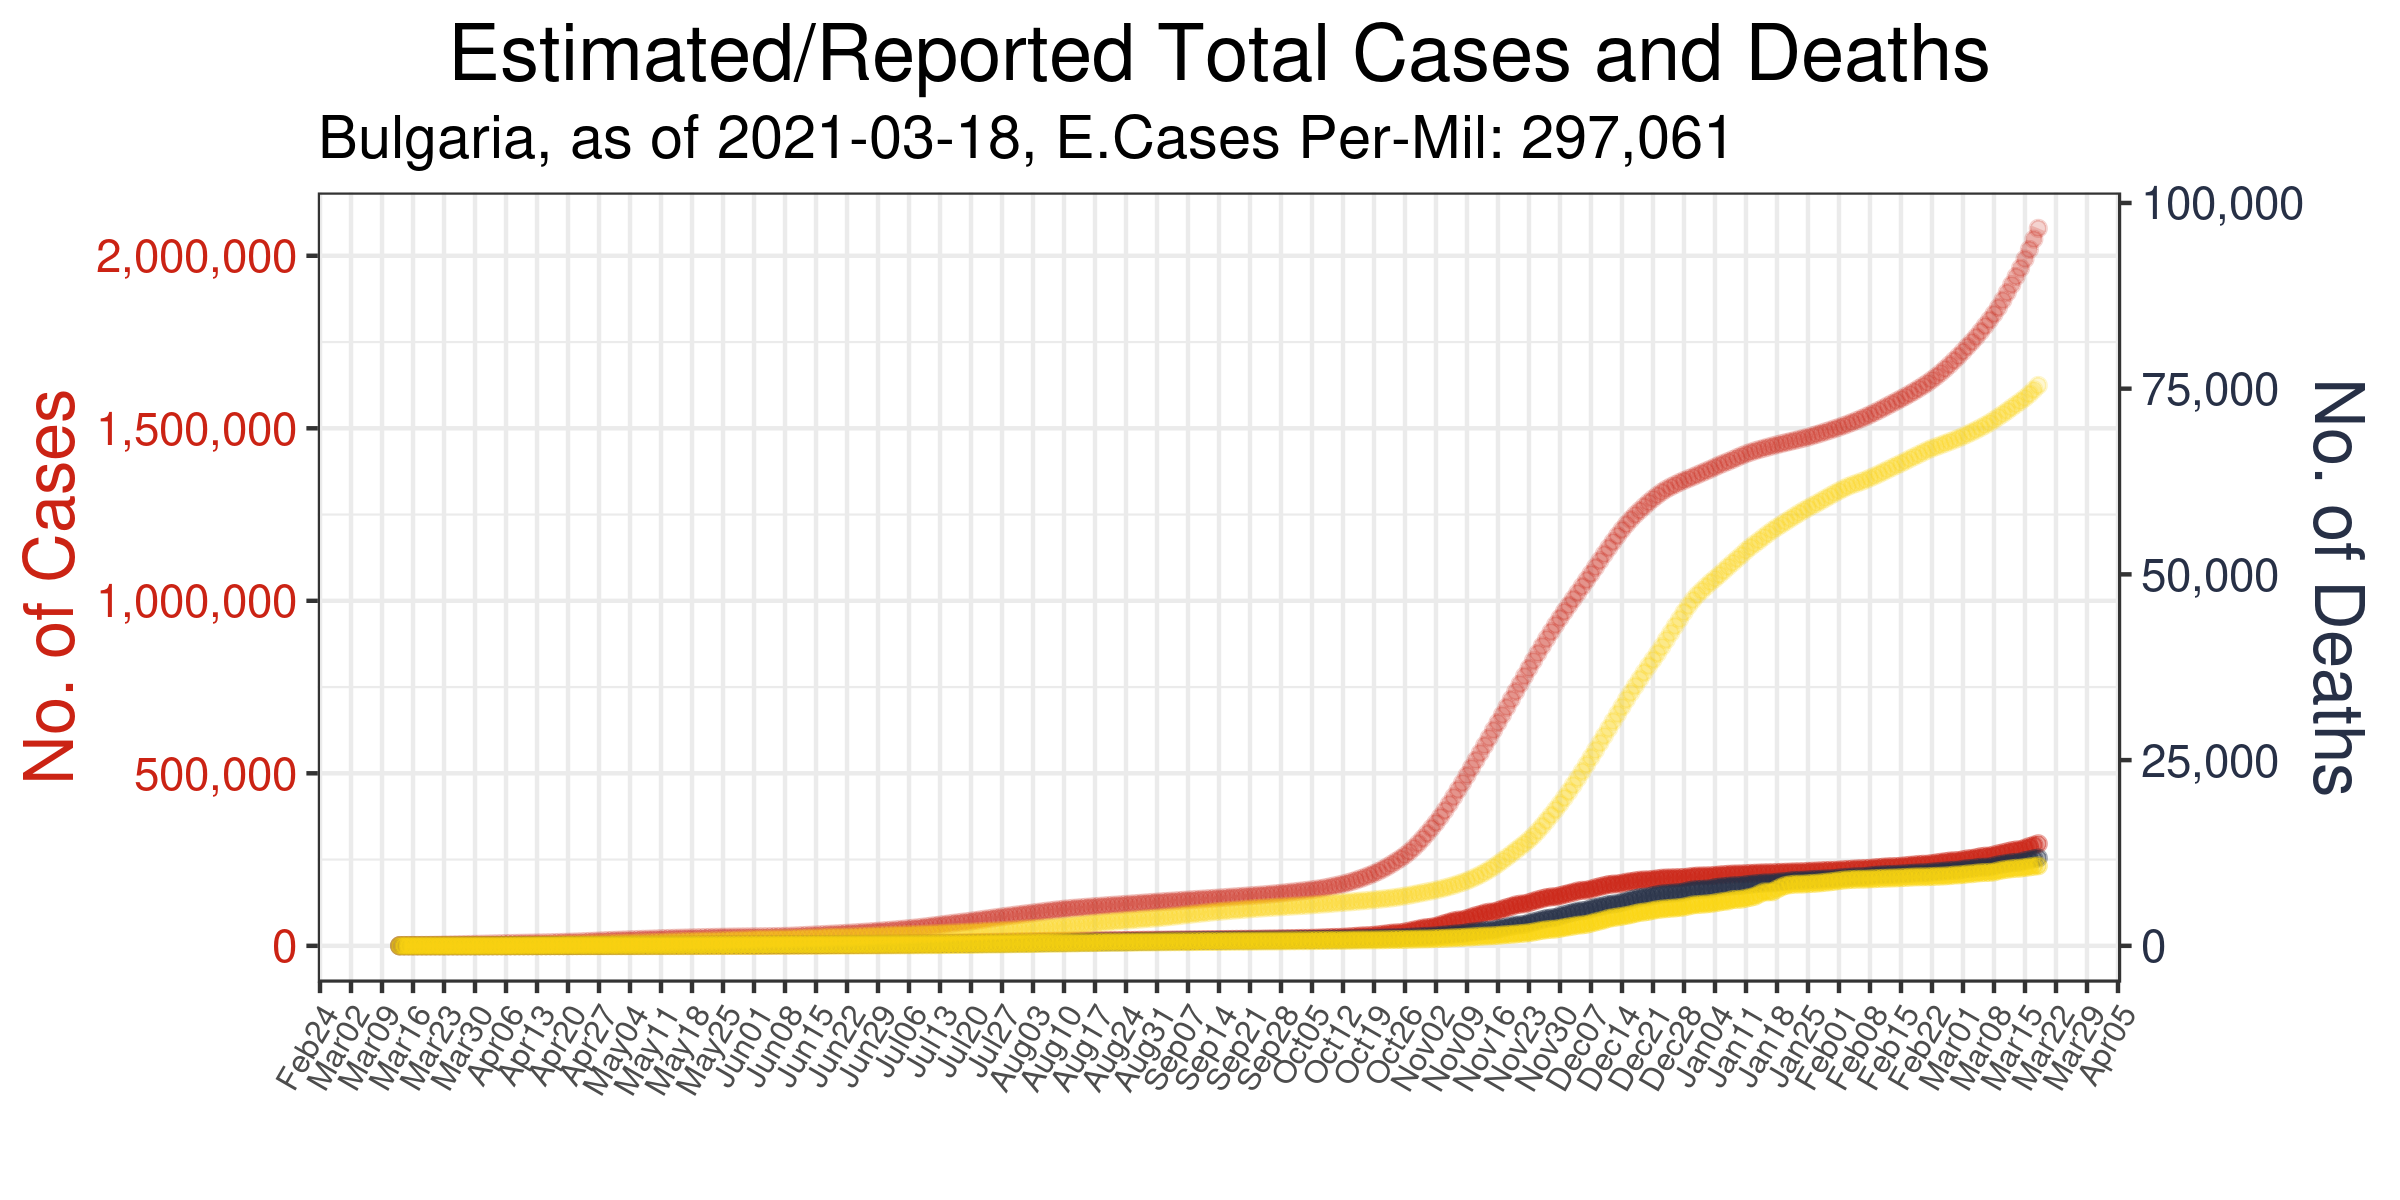 Estimated/Reported Total Cases and Deaths
Bulgaria, as of 2021-03-18, E.Cases Per-Mil: 297,061
No. of Cases
2,000,000
1,500,000
1,000,000
500,000
0
100,000
75,000
50,000
25,000
0
No. of Deaths
Feb24
Mar02
Mar09
Mar16
Mar23
Mar30
Apr06
Apr13
Apr20
Apr27
May04
May11
May18
May25
Jun01
Jun08
Jun15
Jun22
Jun29
Jul06
Jul13
Jul20
Jul27
Aug03
Aug10
Aug17
Aug24
Aug31
Sep07
Sep14
Sep21
Sep28
Oct05
Oct12
Oct19
Oct26
Nov02
Nov09
Nov16
Nov23
Nov30
Dec07
Dec14
Dec21
Dec28
Jan04
Jan11
Jan18
Jan25
Feb01
Feb08
Feb15
Feb22
Mar01
Mar08
Mar15
Mar22
Mar29
Apr05